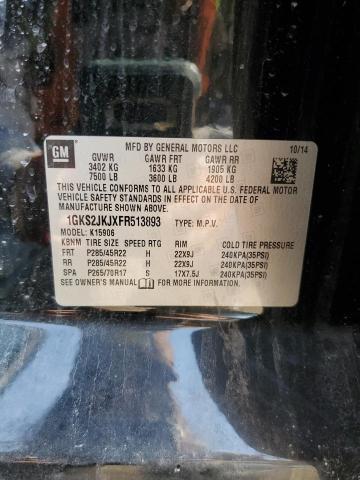 GM
MFD BY GENERAL MOTORS LLC 10/14
GVWR GAWR FRT GAWR RR
3402 KG 1633 KG 1905 KG
7500 LB 3600 LB 4200 LB
THIS VEHICLE CONFORMS TO ALL APPLICABLE U.S. FEDERAL MOTOR
VEHICLE SAFETY STANDARDS IN EFFECT ON THE DATE OF
MANUFACTURE SHOWN ABOVE.
1GKS2JKJXFR513893 TYPE: M.P.V.
MODEL: K15906
KBNM TIRE SIZE SPEED RTG RIM COLD TIRE PRESSURE
FRT P285/45R22 H 22X9J 240KPA(35PSI)
RR P285/45R22 H 22X9J 240KPA(35PSI)
SPA P265/70R17 S 17X7.5J 240KPA(35PSI)
SEE OWNER'S MANUAL FOR MORE INFORMATION